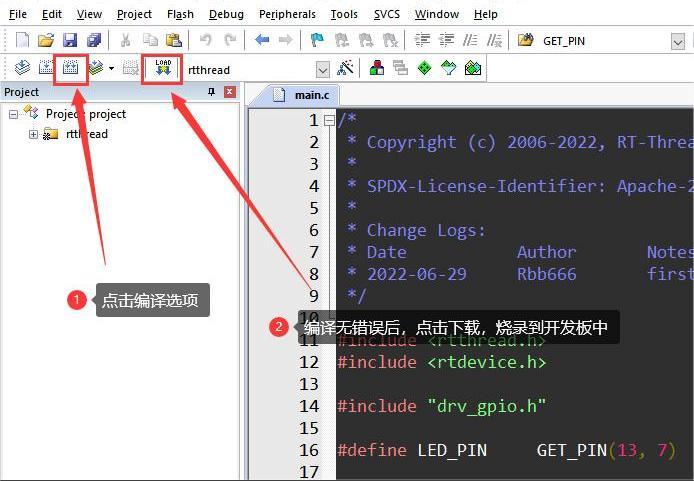 File Edit View Project Flash Debug Peripherals Tools SVCS Window Help
GET_PIN
LOAD
rtthread
Project
main.c
Project: project
rtthread
1 /*
2 * Copyright (c) 2006-2022, RT-Threa
3 *
4 * SPDX-License-Identifier: Apache-2
5 *
6 * Change Logs:
7 * Date Author Notes
8 * 2022-06-29 Rbb666 first
9 */
10
11 #include <rtthread.h>
12 #include <rtdevice.h>
13
14 #include "drv_gpio.h"
15
16 #define LED_PIN GET_PIN(13, 7)
17
1 点击编译选项
2 编译无错误后，点击下载，烧录到开发板中